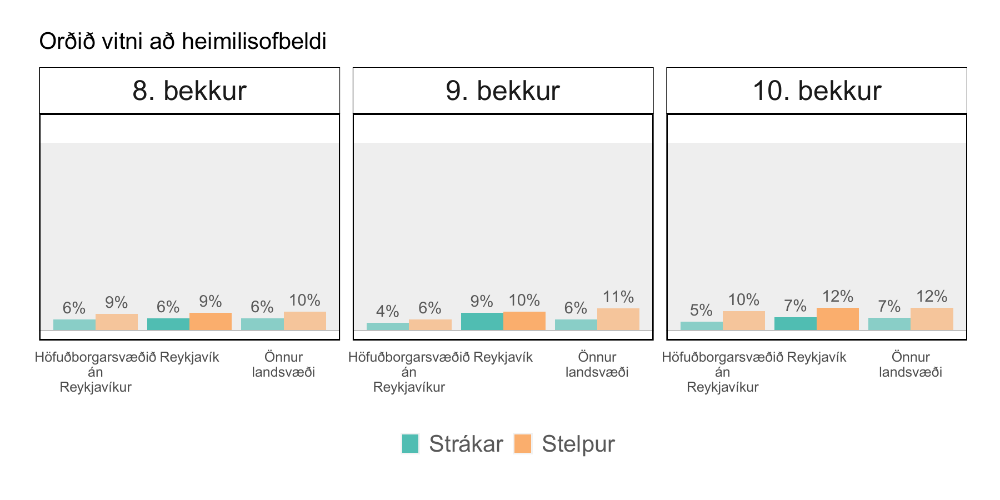 Orðið vitni að heimilisofbeldi
8. bekkur
6% 9% 6% 9% 6% 10%
Höfuðborgarsvæðið Reykjavík Önnur
án landsvæði
Reykjavíkur
9. bekkur
4% 6% 9% 10% 6% 11%
Höfuðborgarsvæðið Reykjavík Önnur
án landsvæði
Reykjavíkur
10. bekkur
5% 10% 7% 12% 7% 12%
Höfuðborgarsvæðið Reykjavík Önnur
án landsvæði
Reykjavíkur
Strákar Stelpur